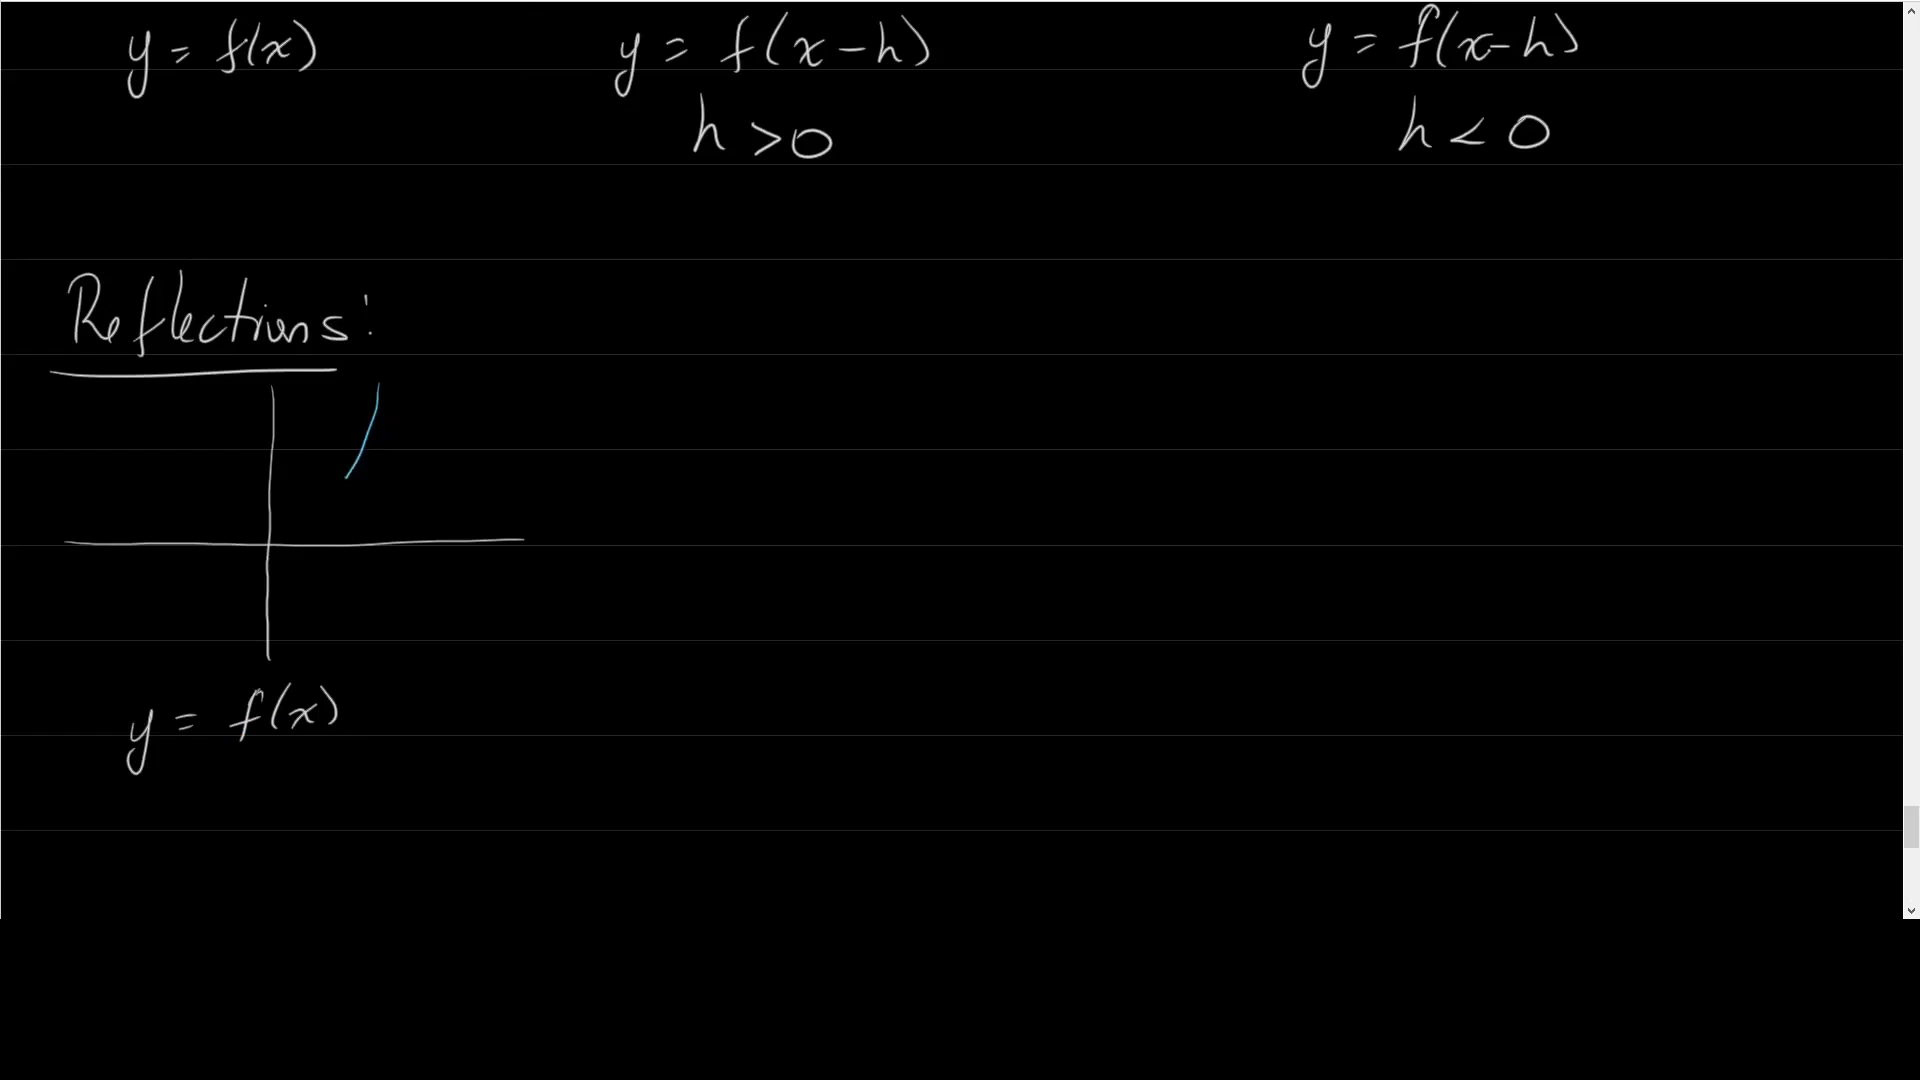 y = f(x) y = f(x-h) y = f(x-h)
h > 0 h < 0
Reflections:
y = f(x)